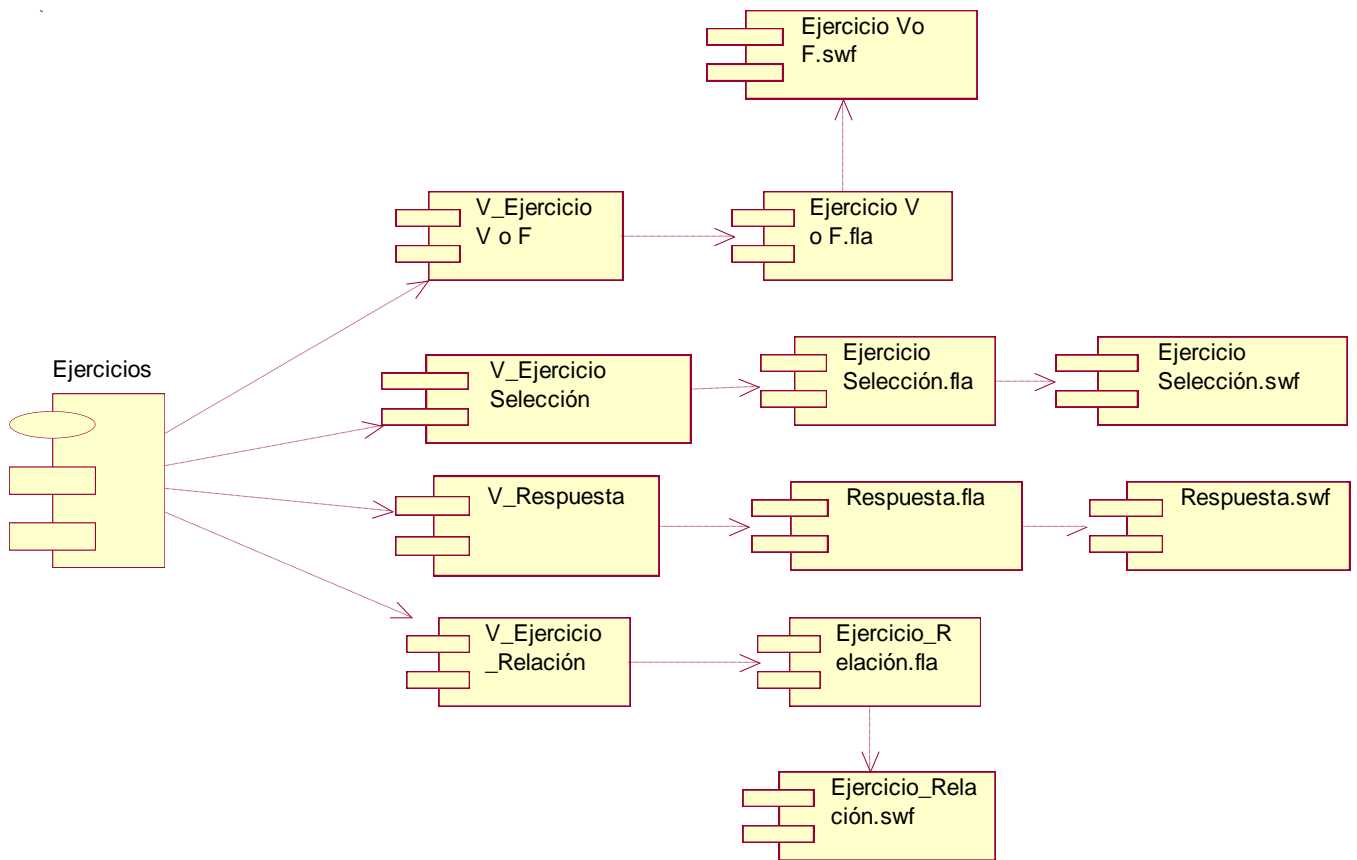 Ejercicio Vo
F.swf
V_Ejercicio
V o F
Ejercicio V
o F.fla
Ejercicios
V_Ejercicio
Selección
Ejercicio
Selección.fla
Ejercicio
Selección.swf
V_Respuesta
Respuesta.fla
Respuesta.swf
V_Ejercicio
_Relación
Ejercicio_R
elación.fla
Ejercicio_Rela
ción.swf